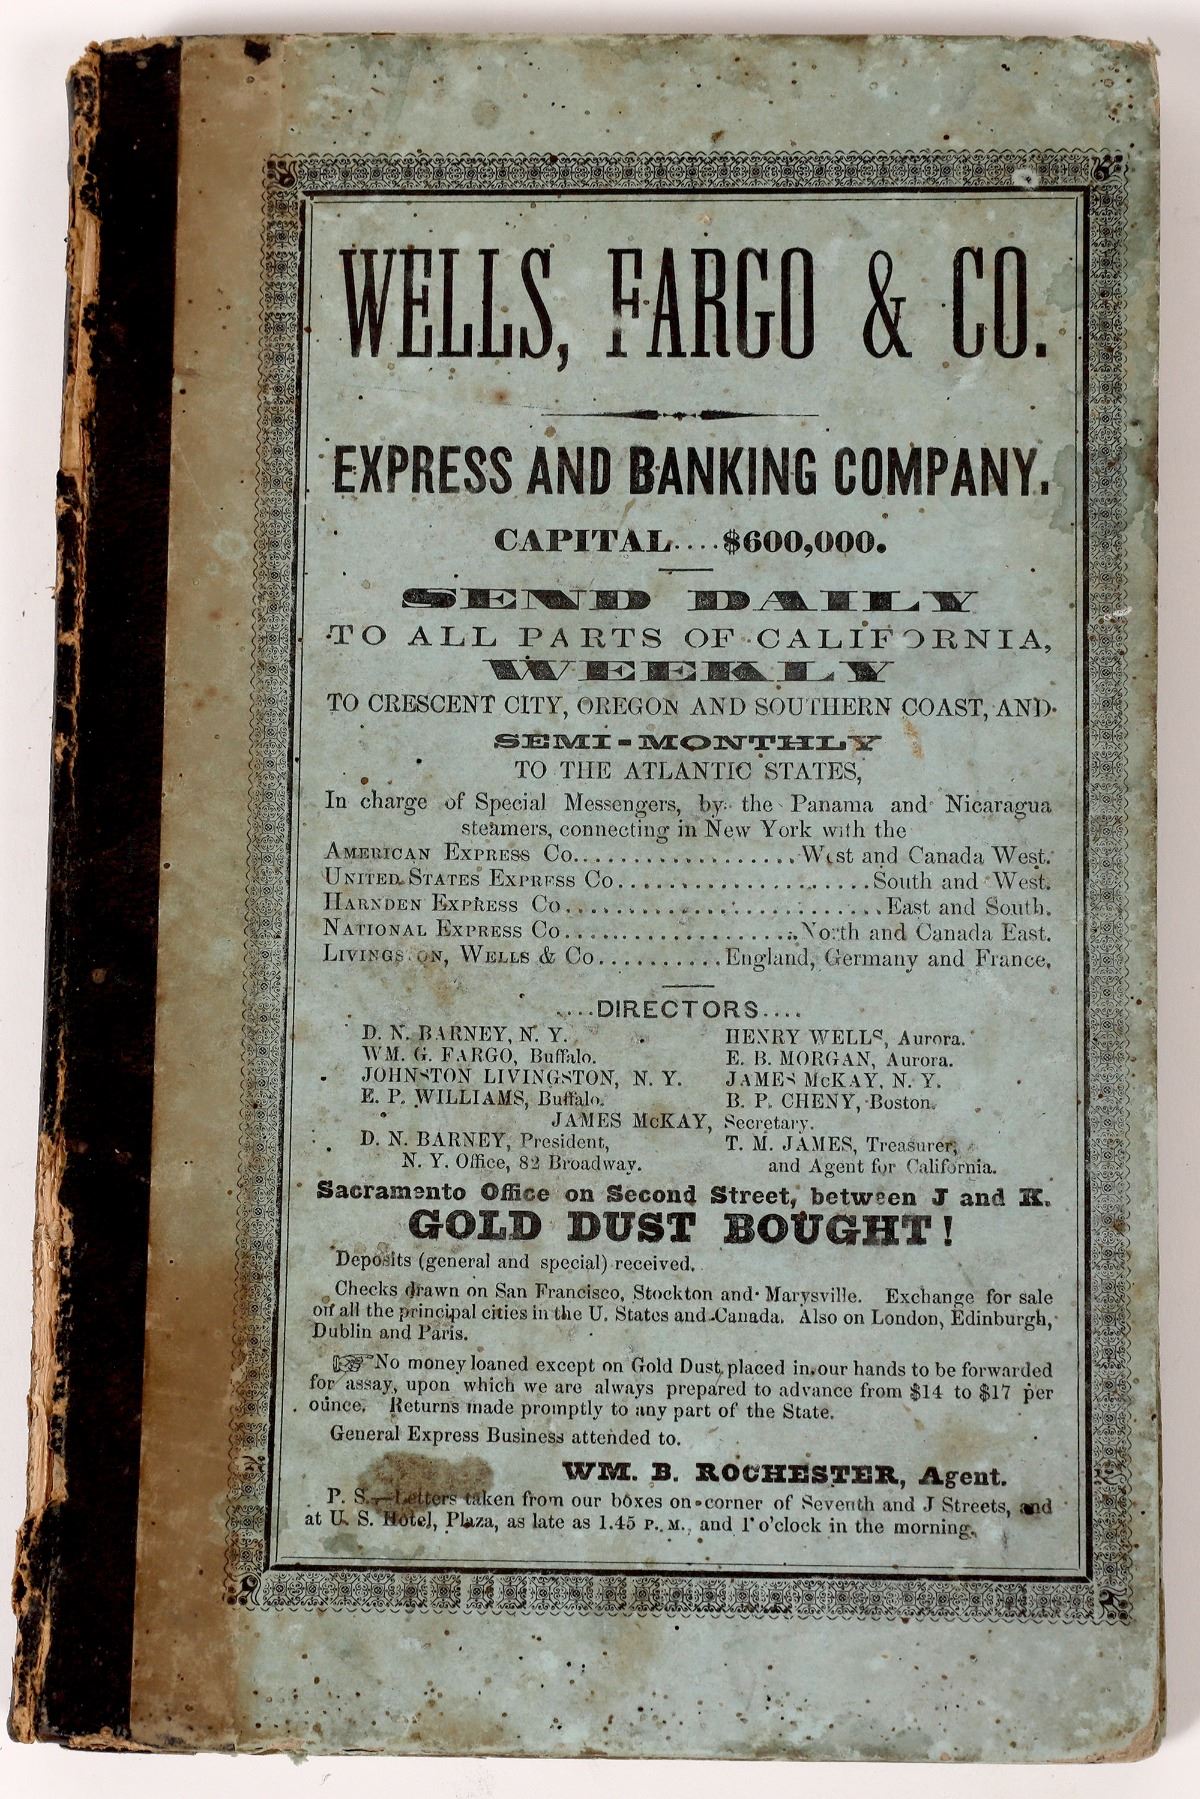 WELLS, FARGO & CO.
EXPRESS AND BANKING COMPANY.
CAPITAL....$600,000.
SEND DAILY
TO ALL PARTS OF CALIFORNIA,
WEEKLY
TO CRESCENT CITY, OREGON AND SOUTHERN COAST, AND
SEMI-MONTHLY
TO THE ATLANTIC STATES,
In charge of Special Messengers, by the Panama and Nicaragua
steamers, connecting in New York with the
AMERICAN EXPRESS Co..................West and Canada West.
UNITED STATES EXPRESS Co....................South and West.
HARNDEN EXPRESS Co.........................East and South.
NATIONAL EXPRESS Co...................North and Canada East.
LIVINGSTON, WELLS & Co..........England, Germany and France.
....DIRECTORS....
D. N. BARNEY, N. Y. HENRY WELLS, Aurora.
WM. G. FARGO, Buffalo. E. B. MORGAN, Aurora.
JOHNSTON LIVINGSTON, N. Y. JAMES McKAY, N. Y.
E. P. WILLIAMS, Buffalo. B. P. CHENY, Boston.
JAMES McKAY, Secretary.
D. N. BARNEY, President, T. M. JAMES, Treasurer,
N. Y. Office, 82 Broadway. and Agent for California.
Sacramento Office on Second Street, between J and K.
GOLD DUST BOUGHT!
Deposits (general and special) received.
Checks drawn on San Francisco, Stockton and Marysville. Exchange for sale
on all the principal cities in the U. States and Canada. Also on London, Edinburgh,
Dublin and Paris.
☞No money loaned except on Gold Dust placed in our hands to be forwarded
for assay, upon which we are always prepared to advance from $14 to $17 per
ounce. Returns made promptly to any part of the State.
General Express Business attended to.
WM. B. ROCHESTER, Agent.
P. S.—Letters taken from our boxes on corner of Seventh and J Streets, and
at U. S. Hotel, Plaza, as late as 1.45 P. M., and 1 o'clock in the morning.